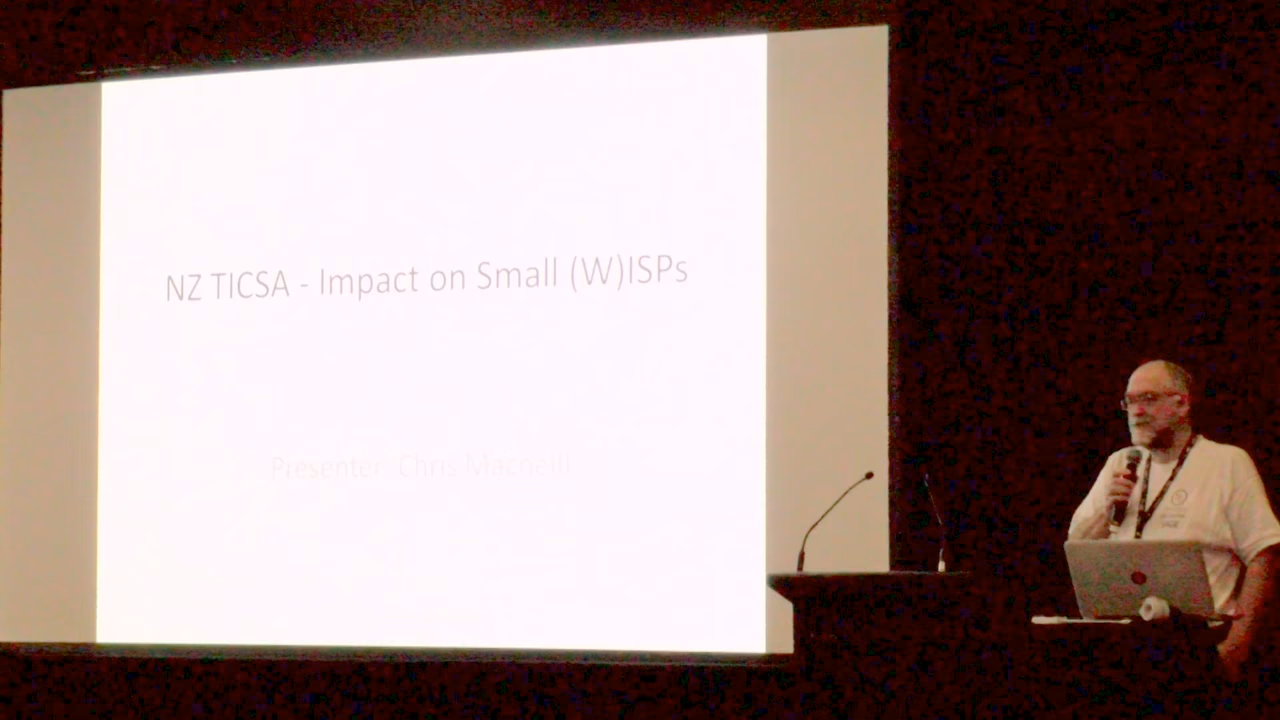 NZ TICSA - Impact on Small (W)ISPs
Presenter: Chris Macneill